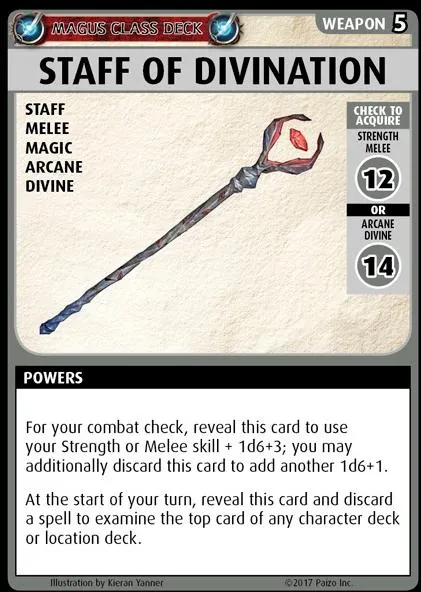 MAGUS CLASS DECK
WEAPON 5
STAFF OF DIVINATION
STAFF
MELEE
MAGIC
ARCANE
DIVINE
CHECK TO
ACQUIRE
STRENGTH
MELEE
12
OR
ARCANE
DIVINE
14
POWERS
For your combat check, reveal this card to use
your Strength or Melee skill + 1d6+3; you may
additionally discard this card to add another 1d6+1.
At the start of your turn, reveal this card and discard
a spell to examine the top card of any character deck
or location deck.
Illustration by Kieran Yanner
©2017 Paizo Inc.